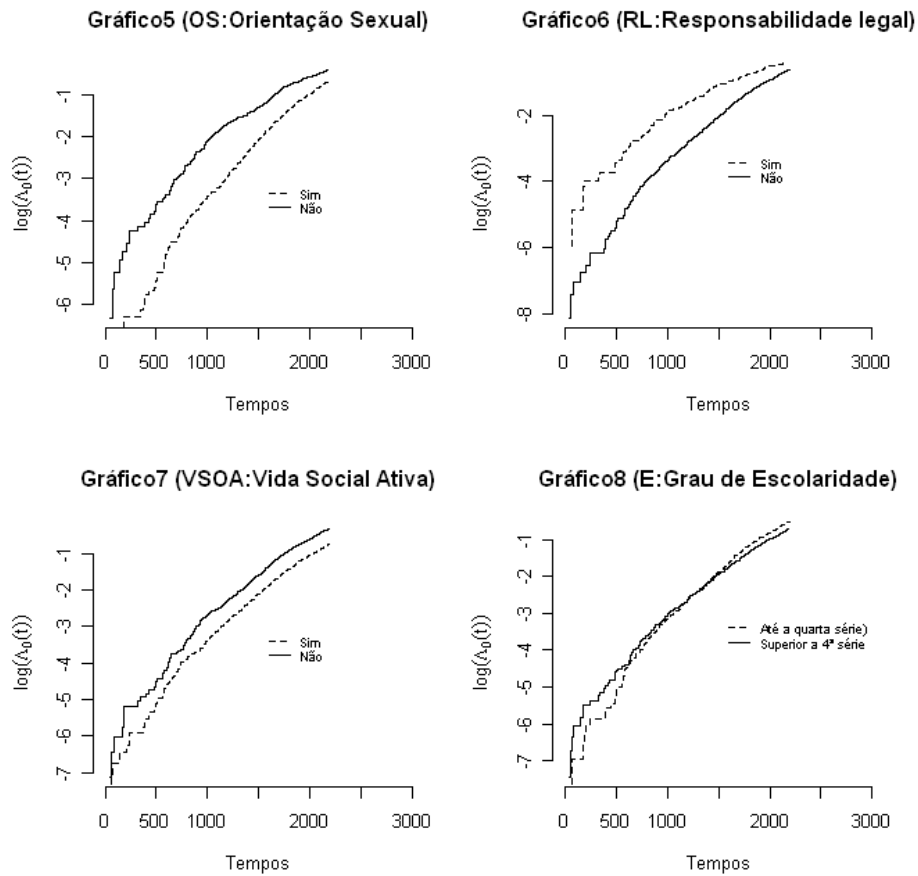 Gráfico5 (OS:Orientação Sexual)
log(Λ₀(t))
-1
-2
-3
-4
-5
-6
Sim
Não
0 500 1000 2000 3000
Tempos
Gráfico6 (RL:Responsabilidade legal)
log(Λ₀(t))
-2
-4
-6
-8
Sim
Não
0 500 1000 2000 3000
Tempos
Gráfico7 (VSOA:Vida Social Ativa)
log(Λ₀(t))
-1
-2
-3
-4
-5
-6
-7
Sim
Não
0 500 1000 2000 3000
Tempos
Gráfico8 (E:Grau de Escolaridade)
log(Λ₀(t))
-1
-2
-3
-4
-5
-6
-7
Até a quarta série)
Superior a 4ª série
0 500 1000 2000 3000
Tempos